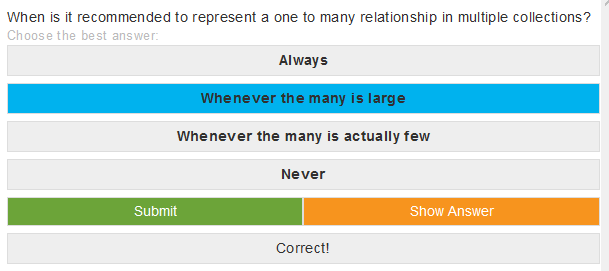 When is it recommended to represent a one to many relationship in multiple collections?
Choose the best answer:
Always
Whenever the many is large
Whenever the many is actually few
Never
Submit
Show Answer
Correct!